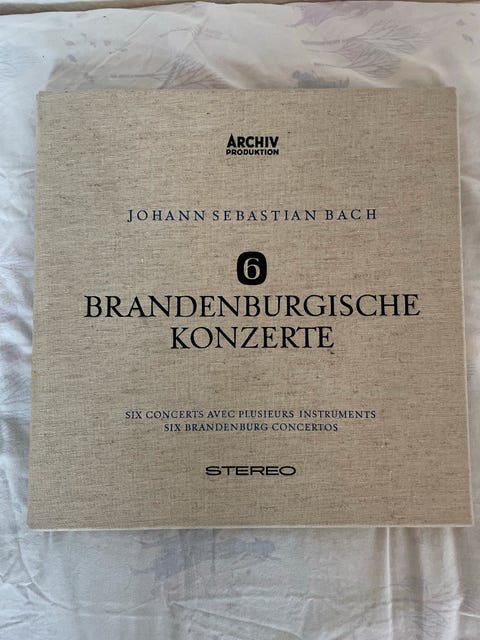 ARCHIV
PRODUKTION
JOHANN SEBASTIAN BACH
6
BRANDENBURGISCHE
KONZERTE
SIX CONCERTS AVEC PLUSIEURS INSTRUMENTS
SIX BRANDENBURG CONCERTOS
STEREO